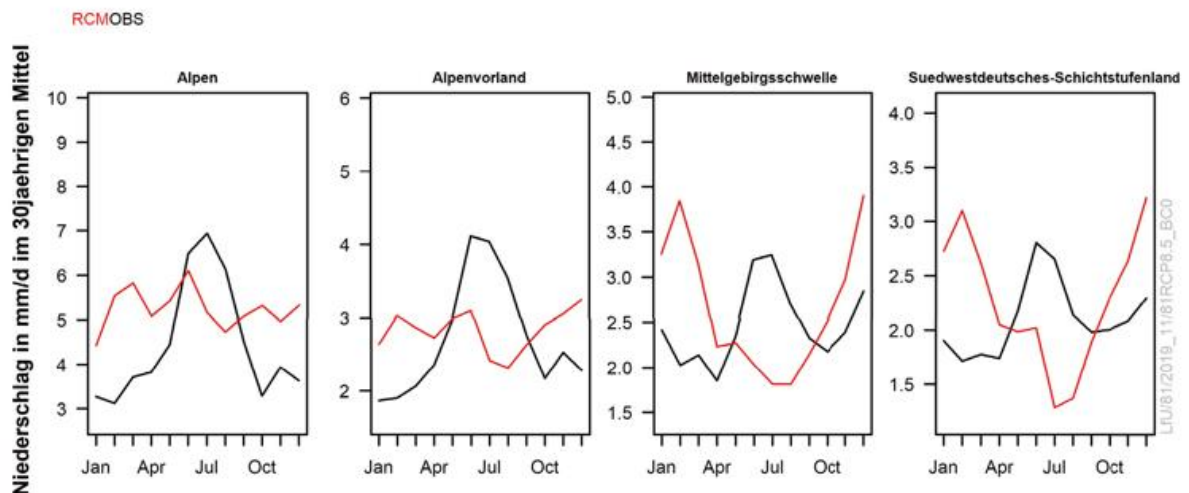 RCMOBS
Niederschlag in mm/d im 30jaehrigen Mittel
Alpen
10
9
8
7
6
5
4
3
Jan Apr Jul Oct
Alpenvorland
6
5
4
3
2
Jan Apr Jul Oct
Mittelgebirgsschwelle
5.0
4.5
4.0
3.5
3.0
2.5
2.0
1.5
Jan Apr Jul Oct
Suedwestdeutsches-Schichtstufenland
4.0
3.5
3.0
2.5
2.0
1.5
Jan Apr Jul Oct
LfU/81/2019_11/81RCP8.5_BC0